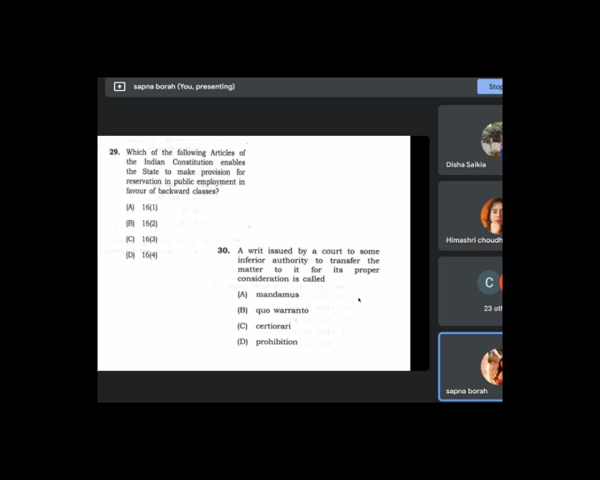 sapna borah (You, presenting)
Stop
29. Which of the following Articles of
the Indian Constitution enables
the State to make provision for
reservation in public employment in
favour of backward classes?
(A) 16(1)
(B) 16(2)
(C) 16(3)
(D) 16(4)
30. A writ issued by a court to some
inferior authority to transfer the
matter to it for its proper
consideration is called
(A) mandamus
(B) quo warranto
(C) certiorari
(D) prohibition
Disha Saikia
Himashri choudh
C
23 oth
sapna borah